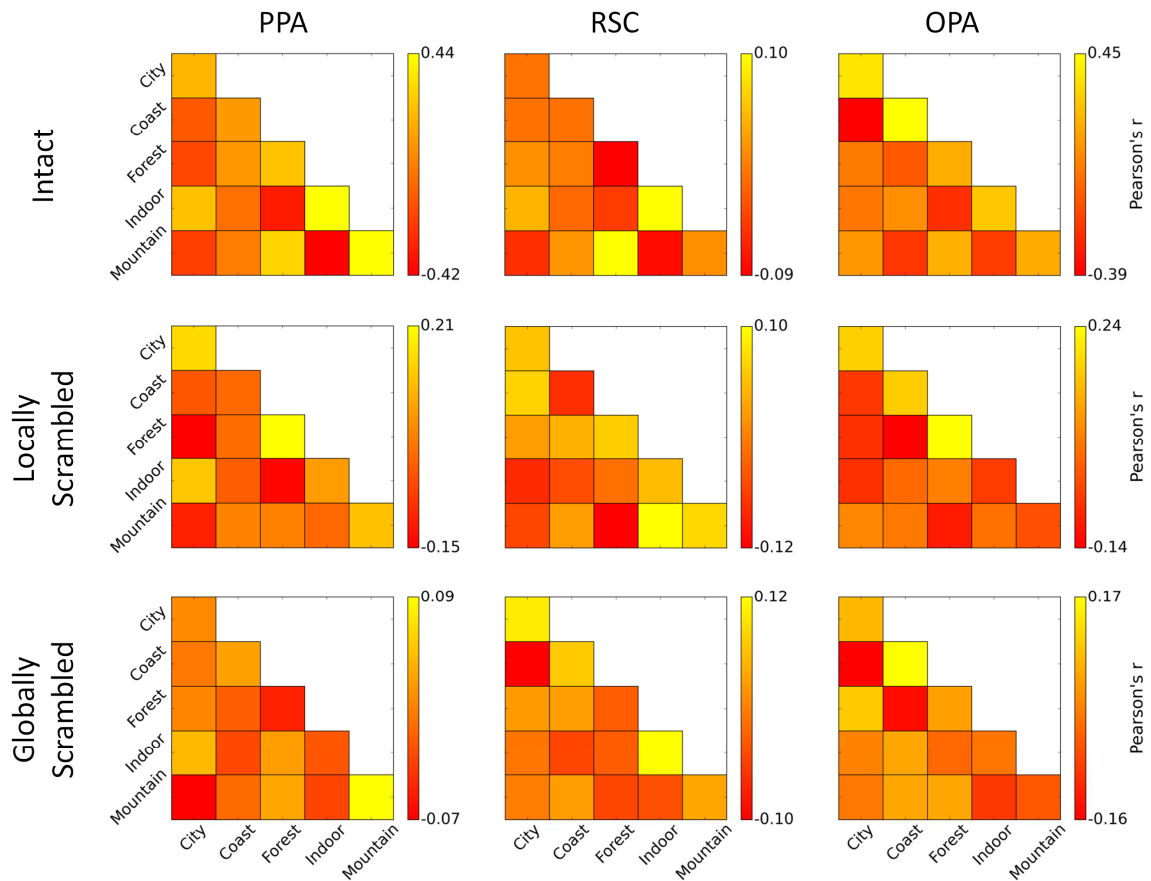 PPA RSC OPA
Intact
City
Coast
Forest
Indoor
Mountain
0.44
-0.42
0.10
-0.09
0.45
-0.39
Pearson's r
Locally
Scrambled
City
Coast
Forest
Indoor
Mountain
0.21
-0.15
0.10
-0.12
0.24
-0.14
Pearson's r
Globally
Scrambled
City
Coast
Forest
Indoor
Mountain
0.09
-0.07
0.12
-0.10
0.17
-0.16
Pearson's r
City Coast Forest Indoor Mountain
City Coast Forest Indoor Mountain
City Coast Forest Indoor Mountain